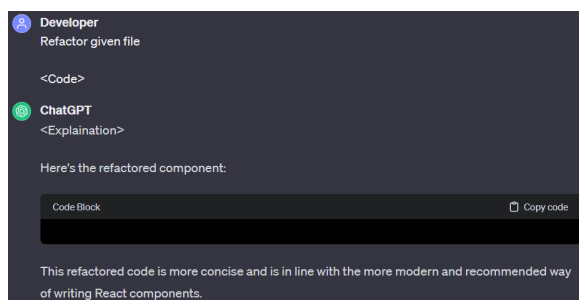 Developer
Refactor given file
<Code>
ChatGPT
<Explaination>
Here's the refactored component:
Code Block Copy code
This refactored code is more concise and is in line with the more modern and recommended way
of writing React components.